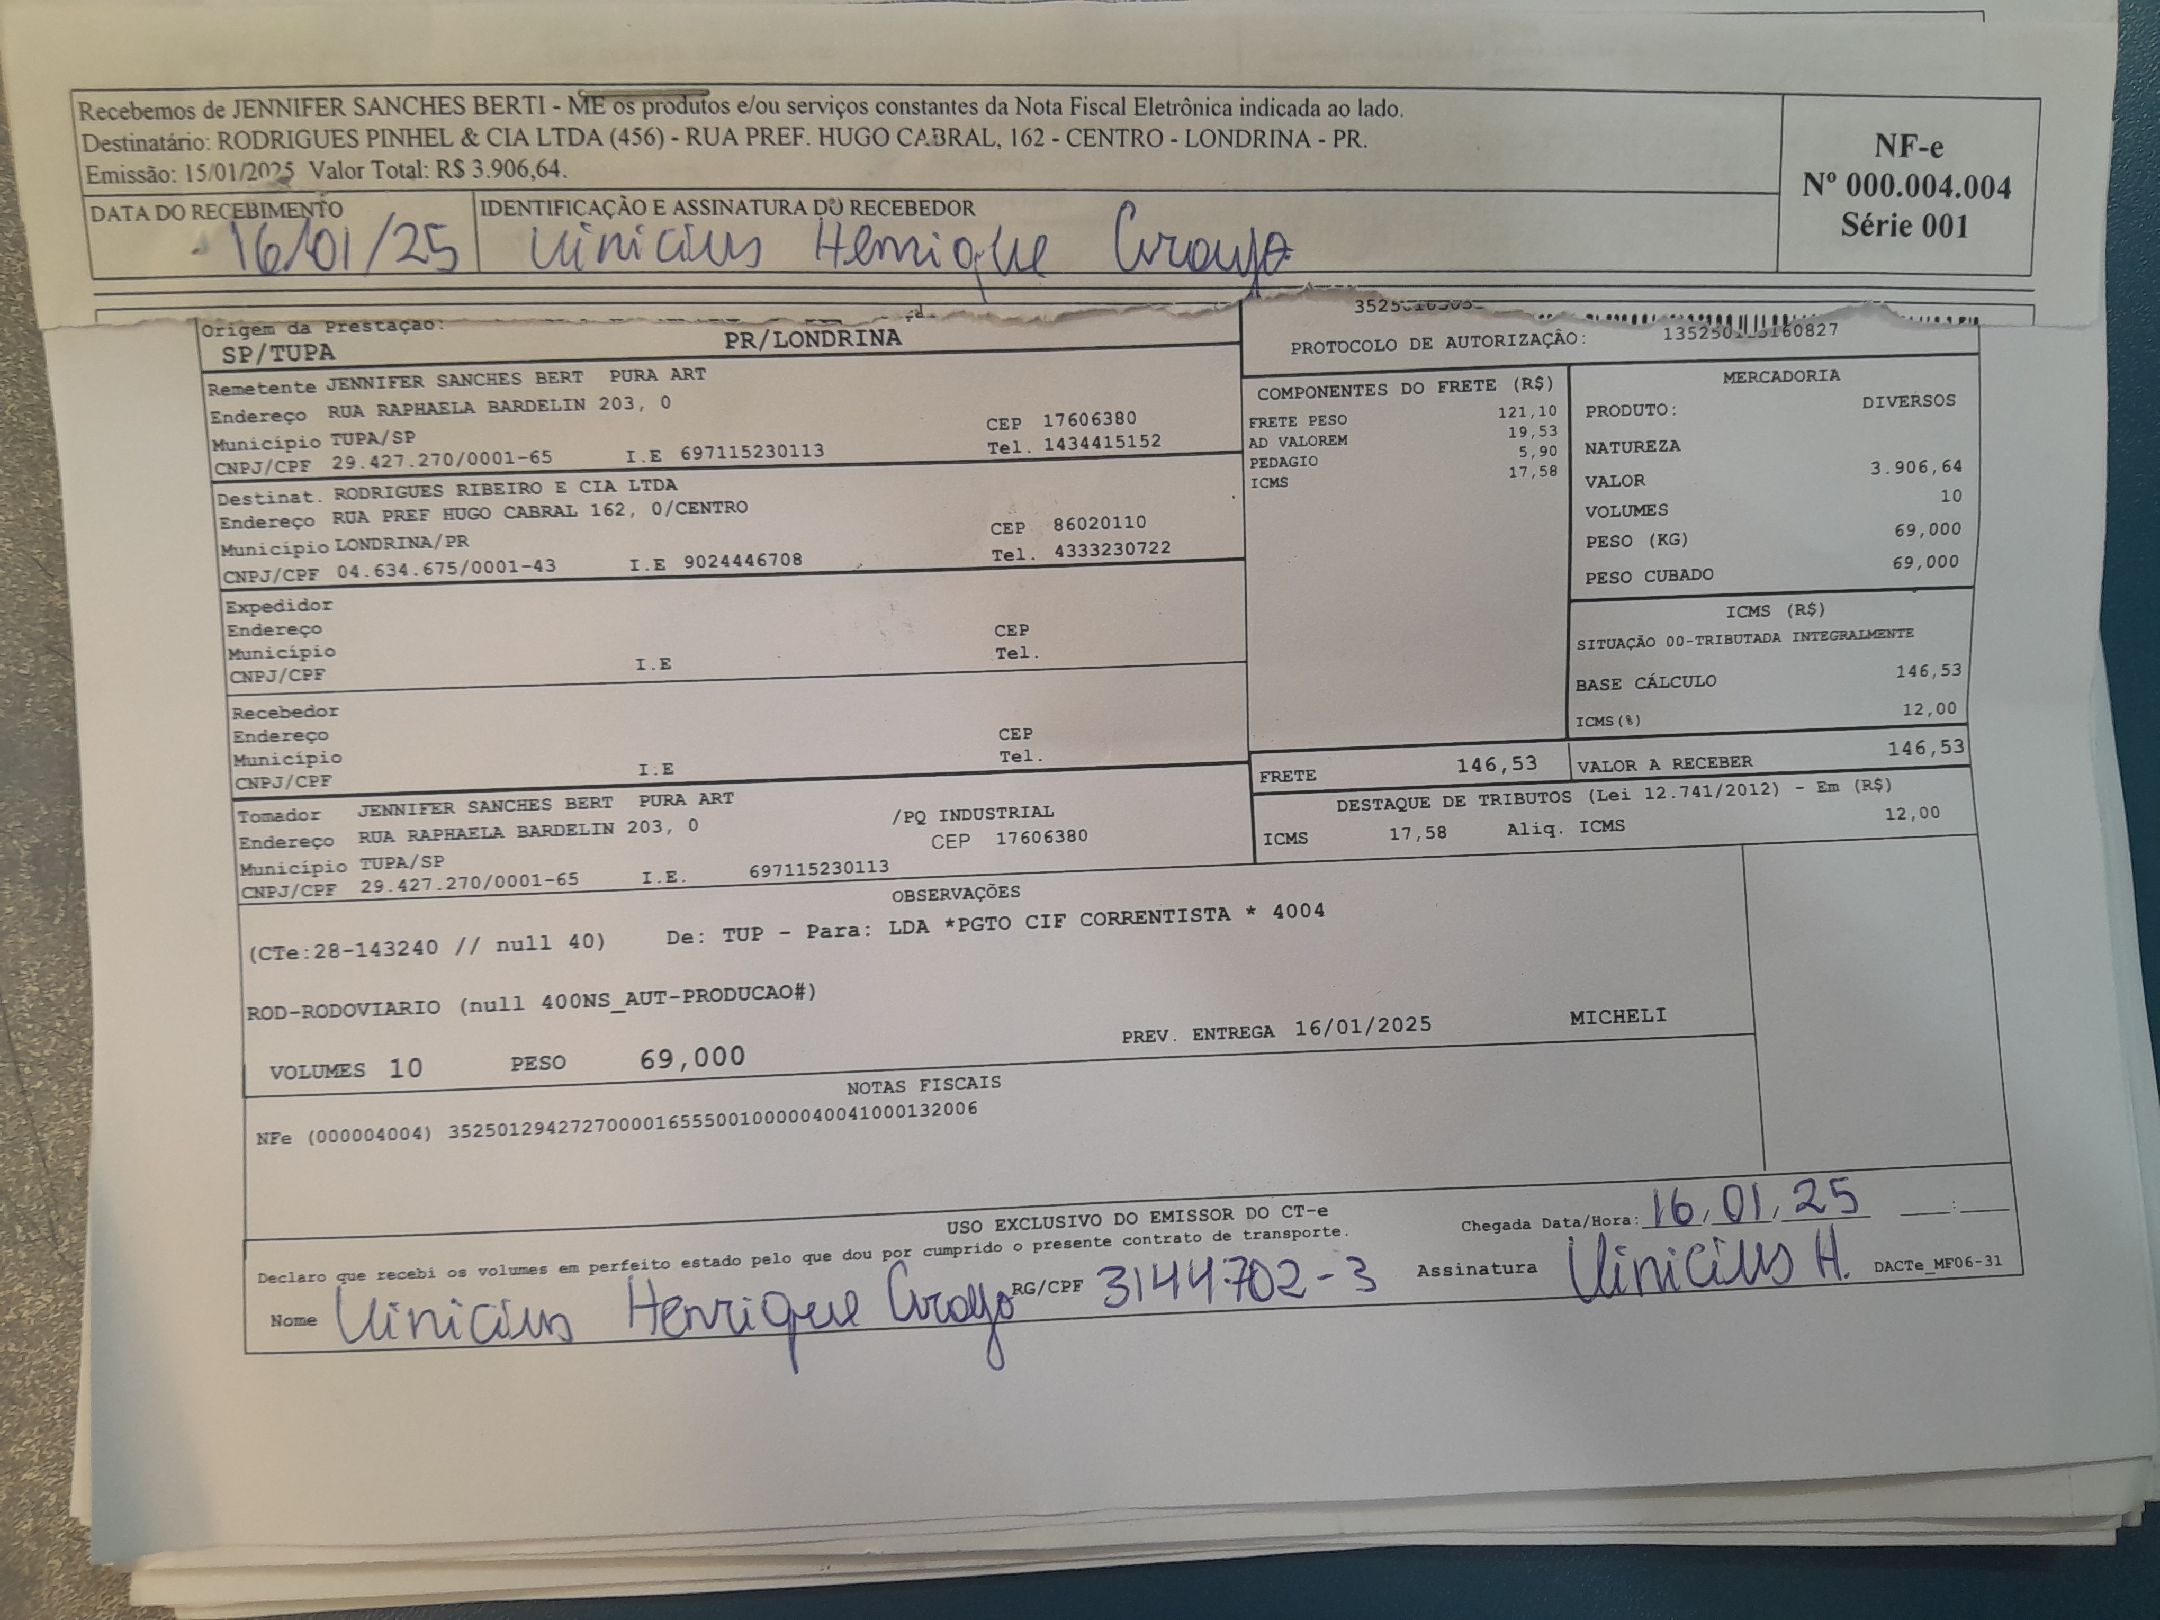 Recebemos de JENNIFER SANCHES BERTI - ME os produtos e/ou serviços constantes da Nota Fiscal Eletrônica indicada ao lado.
Destinatário: RODRIGUES PINHEL & CIA LTDA (456) - RUA PREF. HUGO CABRAL, 162 - CENTRO - LONDRINA - PR.
Emissão: 15/01/2025 Valor Total: R$ 3.906,64.
NF-e
Nº 000.004.004
Série 001
DATA DO RECEBIMENTO
16/01/25
IDENTIFICAÇÃO E ASSINATURA DO RECEBEDOR
Vinicius Henrique Araujo
Origem da Prestação:
SP/TUPA PR/LONDRINA
PROTOCOLO DE AUTORIZAÇÃO:
Remetente JENNIFER SANCHES BERT PURA ART
Endereço RUA RAPHAELA BARDELIN 203, 0
Município TUPA/SP CEP 17606380
CNPJ/CPF 29.427.270/0001-65 I.E 697115230113 Tel. 1434415152
Destinat. RODRIGUES RIBEIRO E CIA LTDA
Endereço RUA PREF HUGO CABRAL 162, 0/CENTRO
Município LONDRINA/PR CEP 86020110
CNPJ/CPF 04.634.675/0001-43 I.E 9024446708 Tel. 4333230722
Expedidor
Endereço
Município CEP
CNPJ/CPF I.E Tel.
Recebedor
Endereço
Município CEP
CNPJ/CPF I.E Tel.
Tomador JENNIFER SANCHES BERT PURA ART
Endereço RUA RAPHAELA BARDELIN 203, 0 /PQ INDUSTRIAL
Município TUPA/SP CEP 17606380
CNPJ/CPF 29.427.270/0001-65 I.E. 697115230113
COMPONENTES DO FRETE (R$)
FRETE PESO 121,10
AD VALOREM 19,53
PEDAGIO 5,90
ICMS 17,58
MERCADORIA
PRODUTO: DIVERSOS
NATUREZA
VALOR 3.906,64
VOLUMES 10
PESO (KG) 69,000
PESO CUBADO 69,000
ICMS (R$)
SITUAÇÃO 00-TRIBUTADA INTEGRALMENTE
BASE CÁLCULO 146,53
ICMS(%) 12,00
FRETE 146,53 VALOR A RECEBER 146,53
DESTAQUE DE TRIBUTOS (Lei 12.741/2012) - Em (R$)
ICMS 17,58 Aliq. ICMS 12,00
OBSERVAÇÕES
(CTe:28-143240 // null 40) De: TUP - Para: LDA *PGTO CIF CORRENTISTA * 4004
ROD-RODOVIARIO (null 400NS_AUT-PRODUCAO#)
VOLUMES 10 PESO 69,000 PREV. ENTREGA 16/01/2025 MICHELI
NOTAS FISCAIS
NFe (000004004) 35250129427270000165550010000040041000132006
USO EXCLUSIVO DO EMISSOR DO CT-e
Declaro que recebi os volumes em perfeito estado pelo que dou por cumprido o presente contrato de transporte.
Chegada Data/Hora: 16/01/25 __:__
Nome Vinicius Henrique Araujo RG/CPF 3144702-3 Assinatura Vinicius H. DACTe_MF06-31